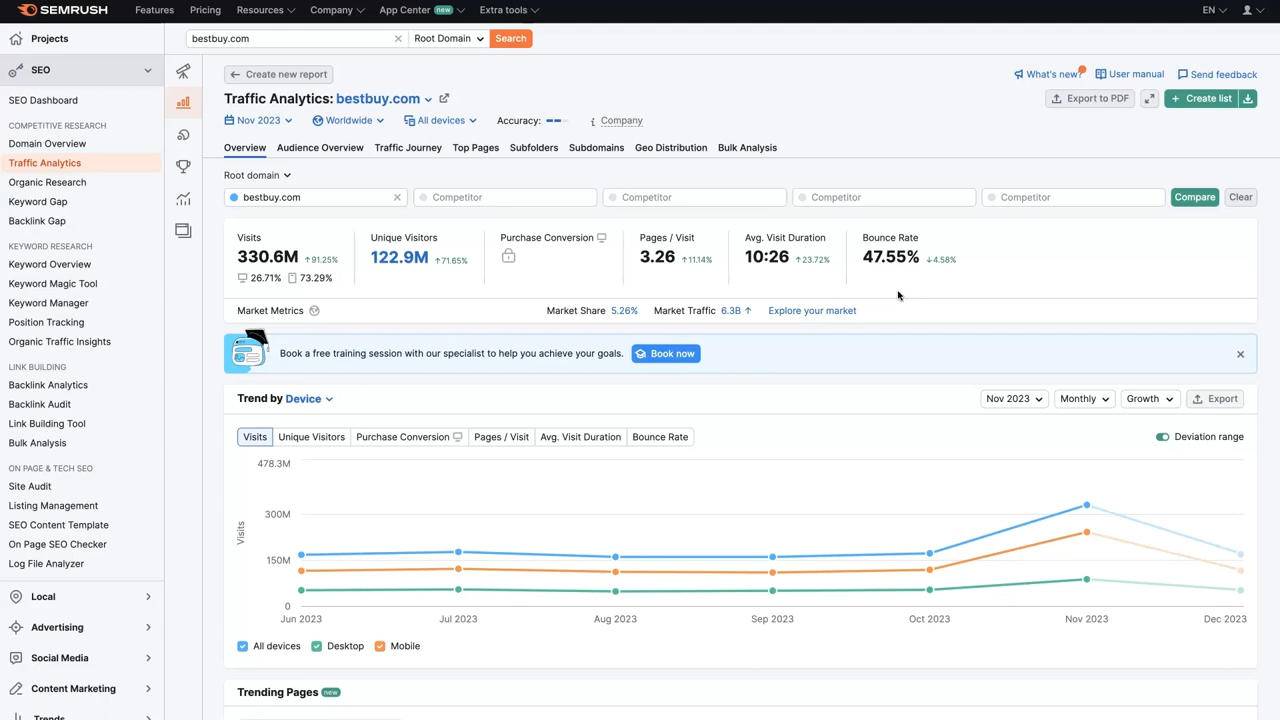 SEMRUSH Features Pricing Resources Company App Center new Extra tools EN
Projects
SEO
SEO Dashboard
COMPETITIVE RESEARCH
Domain Overview
Traffic Analytics
Organic Research
Keyword Gap
Backlink Gap
KEYWORD RESEARCH
Keyword Overview
Keyword Magic Tool
Keyword Manager
Position Tracking
Organic Traffic Insights
LINK BUILDING
Backlink Analytics
Backlink Audit
Link Building Tool
Bulk Analysis
ON PAGE & TECH SEO
Site Audit
Listing Management
SEO Content Template
On Page SEO Checker
Log File Analyzer
Local
Advertising
Social Media
Content Marketing
Trends
bestbuy.com Root Domain Search
Create new report What's new? User manual Send feedback
Traffic Analytics: bestbuy.com Export to PDF + Create list
Nov 2023 Worldwide All devices Accuracy: Company
Overview Audience Overview Traffic Journey Top Pages Subfolders Subdomains Geo Distribution Bulk Analysis
Root domain
bestbuy.com Competitor Competitor Competitor Competitor Compare Clear
Visits Unique Visitors Purchase Conversion Pages / Visit Avg. Visit Duration Bounce Rate
330.6M ↑91.25% 122.9M ↑71.65% 3.26 ↑11.14% 10:26 ↑23.72% 47.55% ↓4.58%
26.71% 73.29%
Market Metrics Market Share 5.26% Market Traffic 6.3B ↑ Explore your market
Book a free training session with our specialist to help you achieve your goals. Book now
Trend by Device Nov 2023 Monthly Growth Export
Visits Unique Visitors Purchase Conversion Pages / Visit Avg. Visit Duration Bounce Rate Deviation range
478.3M
300M
150M
0
Visits
Jun 2023 Jul 2023 Aug 2023 Sep 2023 Oct 2023 Nov 2023 Dec 2023
All devices Desktop Mobile
Trending Pages new